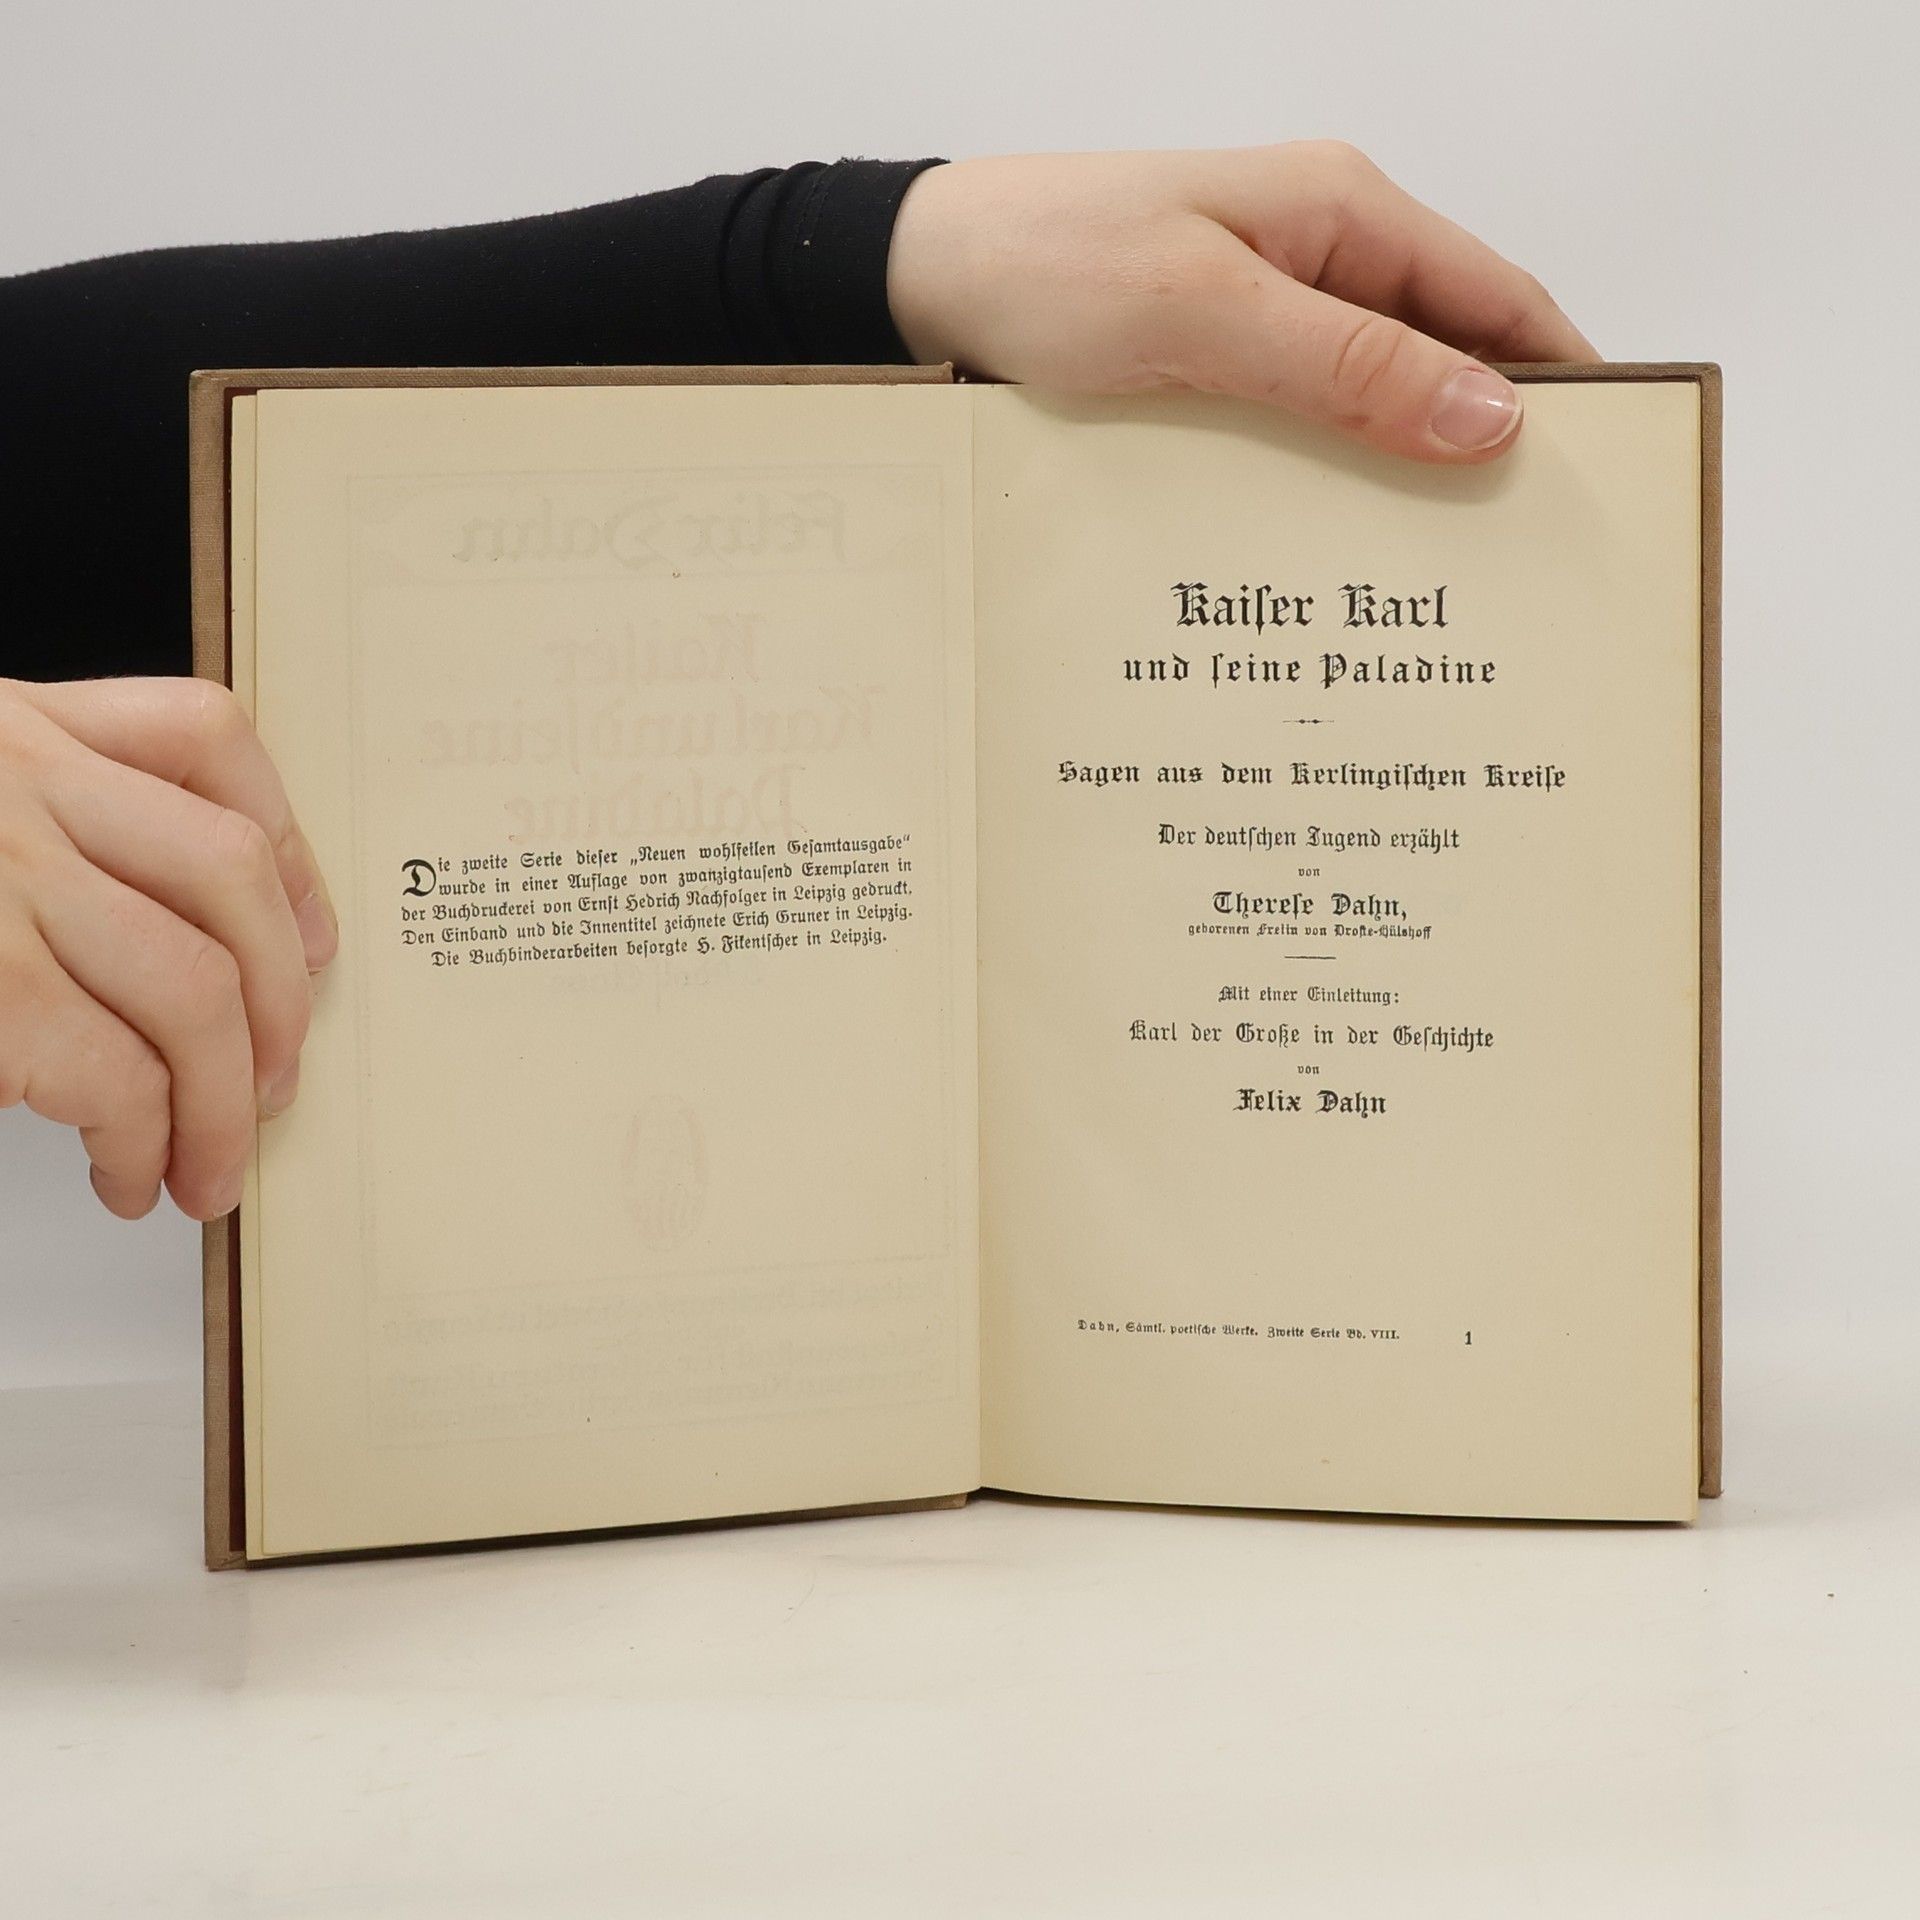 Die zweite Serie dieser „Neuen wohlfeilen Gesamtausgabe“
wurde in einer Auflage von zwanzigtausend Exemplaren in
der Buchdruckerei von Ernst Hedrich Nachfolger in Leipzig gedruckt.
Den Einband und die Innentitel zeichnete Erich Gruner in Leipzig.
Die Buchbinderarbeiten besorgte H. Fikentscher in Leipzig.
Kaiſer Karl
und ſeine Paladine
Sagen aus dem Kerlingiſchen Kreiſe
Der deutſchen Jugend erzählt
von
Thereſe Dahn,
geborenen Freiin von Droſte-Hülshoff
Mit einer Einleitung:
Karl der Große in der Geſchichte
von
Felix Dahn
Dahn, Sämtl. poetiſche Werke. Zweite Serie Bd. VIII.
1